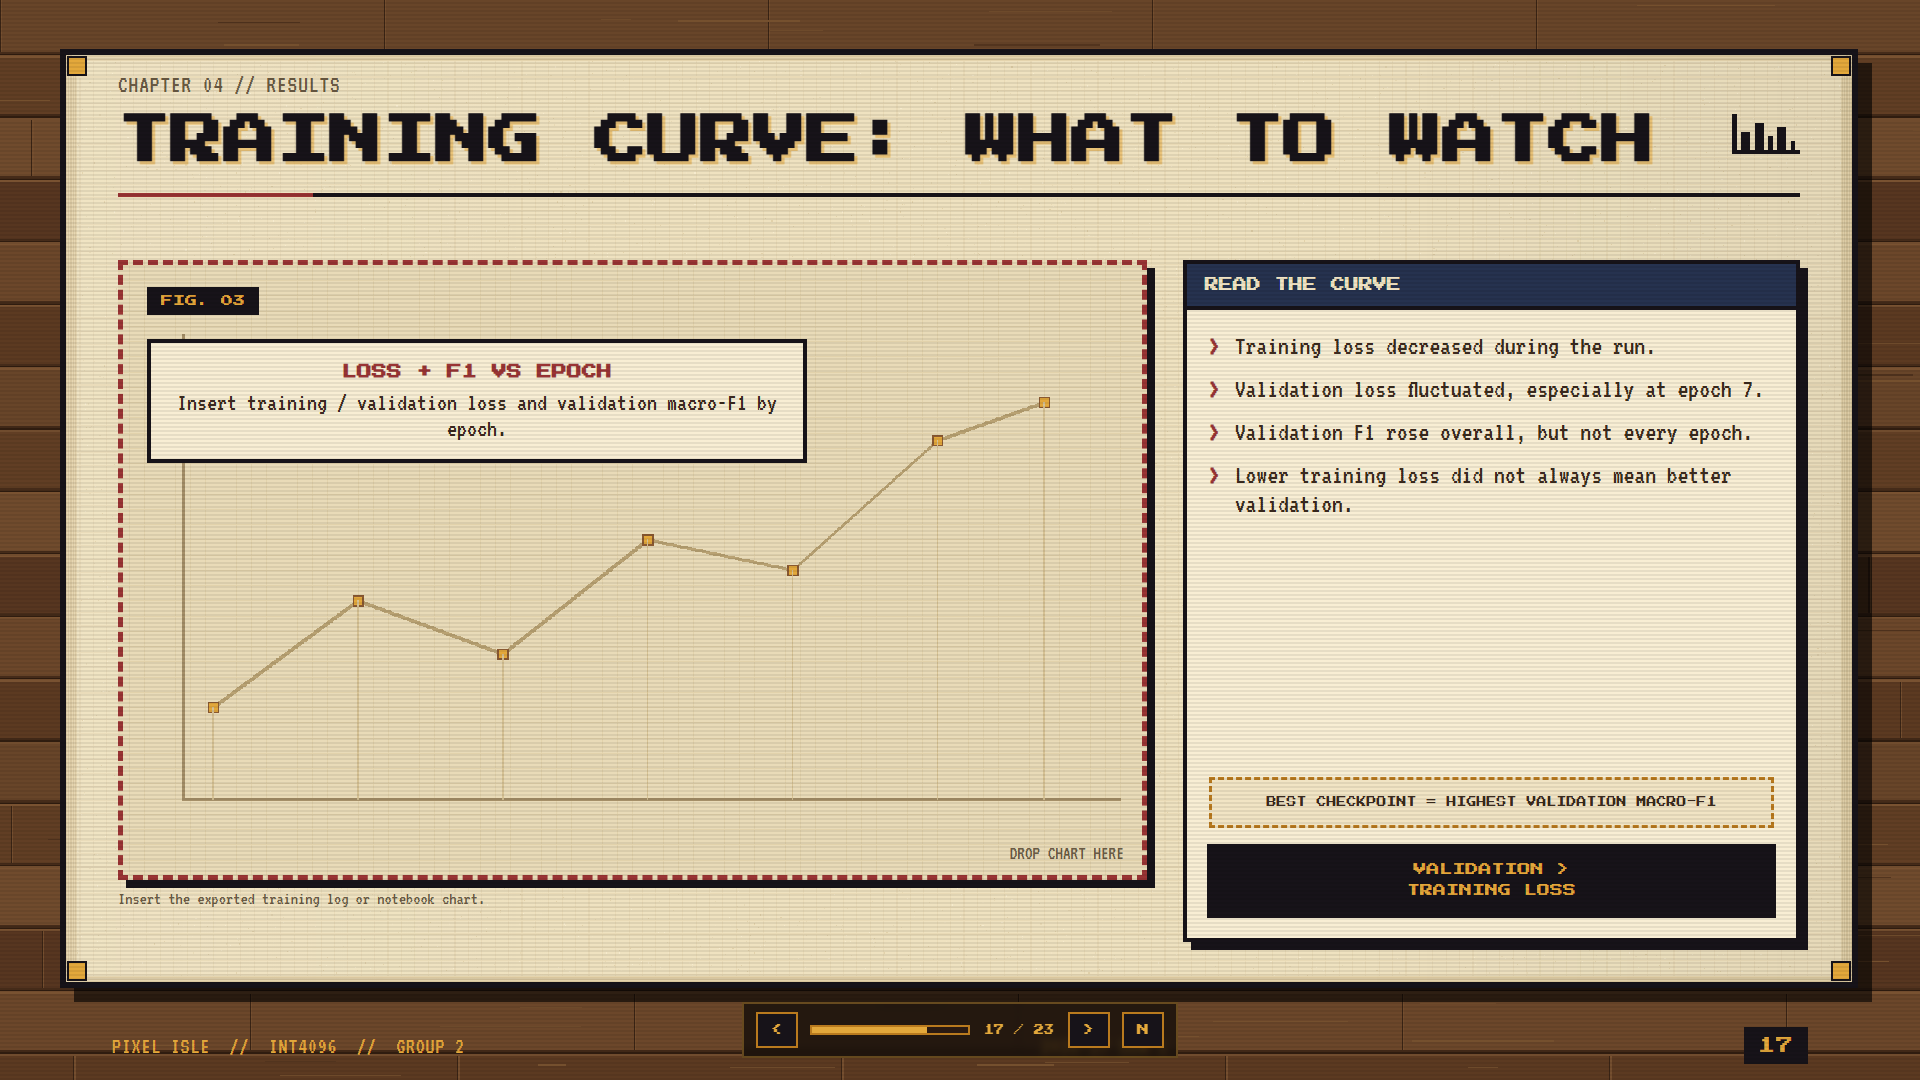 CHAPTER 04 // RESULTS
TRAINING CURVE: WHAT TO WATCH
FIG. 03
LOSS + F1 VS EPOCH
Insert training / validation loss and validation macro-F1 by
epoch.
DROP CHART HERE
Insert the exported training log or notebook chart.
READ THE CURVE
❯ Training loss decreased during the run.
❯ Validation loss fluctuated, especially at epoch 7.
❯ Validation F1 rose overall, but not every epoch.
❯ Lower training loss did not always mean better
validation.
BEST CHECKPOINT = HIGHEST VALIDATION MACRO-F1
VALIDATION >
TRAINING LOSS
PIXEL ISLE // INT4096 // GROUP 2
< 17 / 23 > N
17